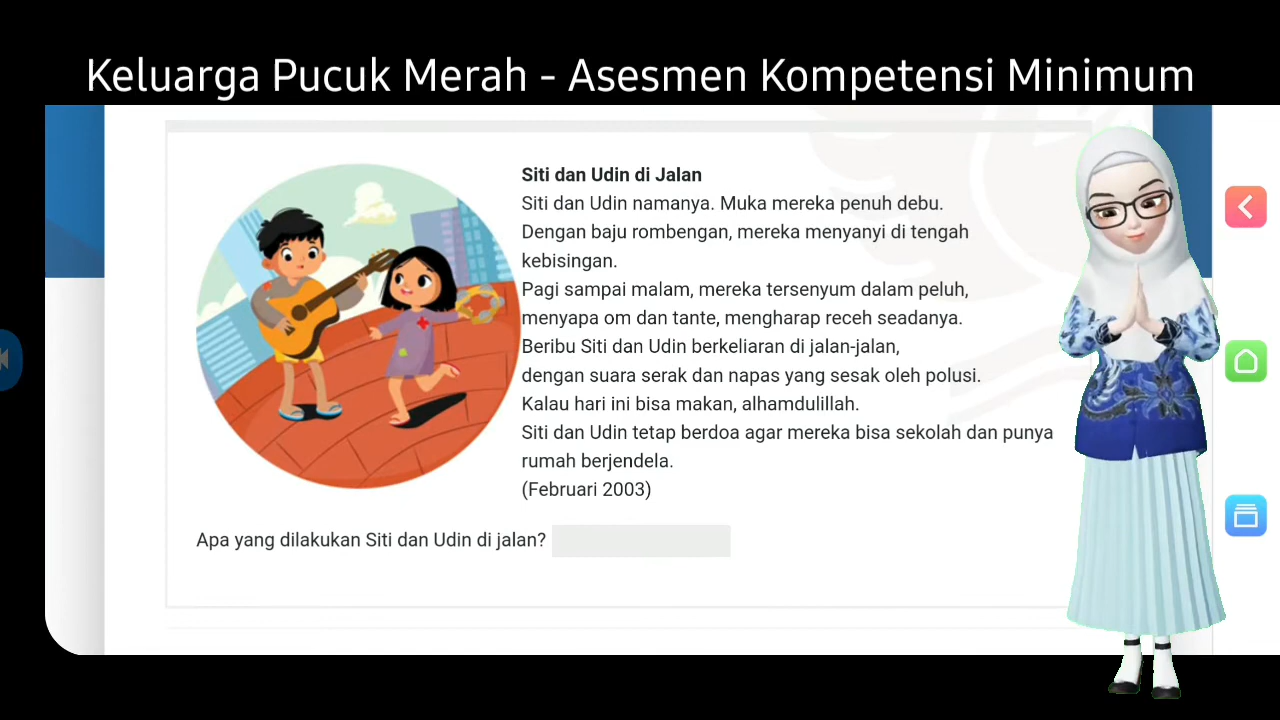 Keluarga Pucuk Merah - Asesmen Kompetensi Minimum
Siti dan Udin di Jalan
Siti dan Udin namanya. Muka mereka penuh debu.
Dengan baju rombengan, mereka menyanyi di tengah
kebisingan.
Pagi sampai malam, mereka tersenyum dalam peluh,
menyapa om dan tante, mengharap receh seadanya.
Beribu Siti dan Udin berkeliaran di jalan-jalan,
dengan suara serak dan napas yang sesak oleh polusi.
Kalau hari ini bisa makan, alhamdulillah.
Siti dan Udin tetap berdoa agar mereka bisa sekolah dan punya
rumah berjendela.
(Februari 2003)
Apa yang dilakukan Siti dan Udin di jalan?